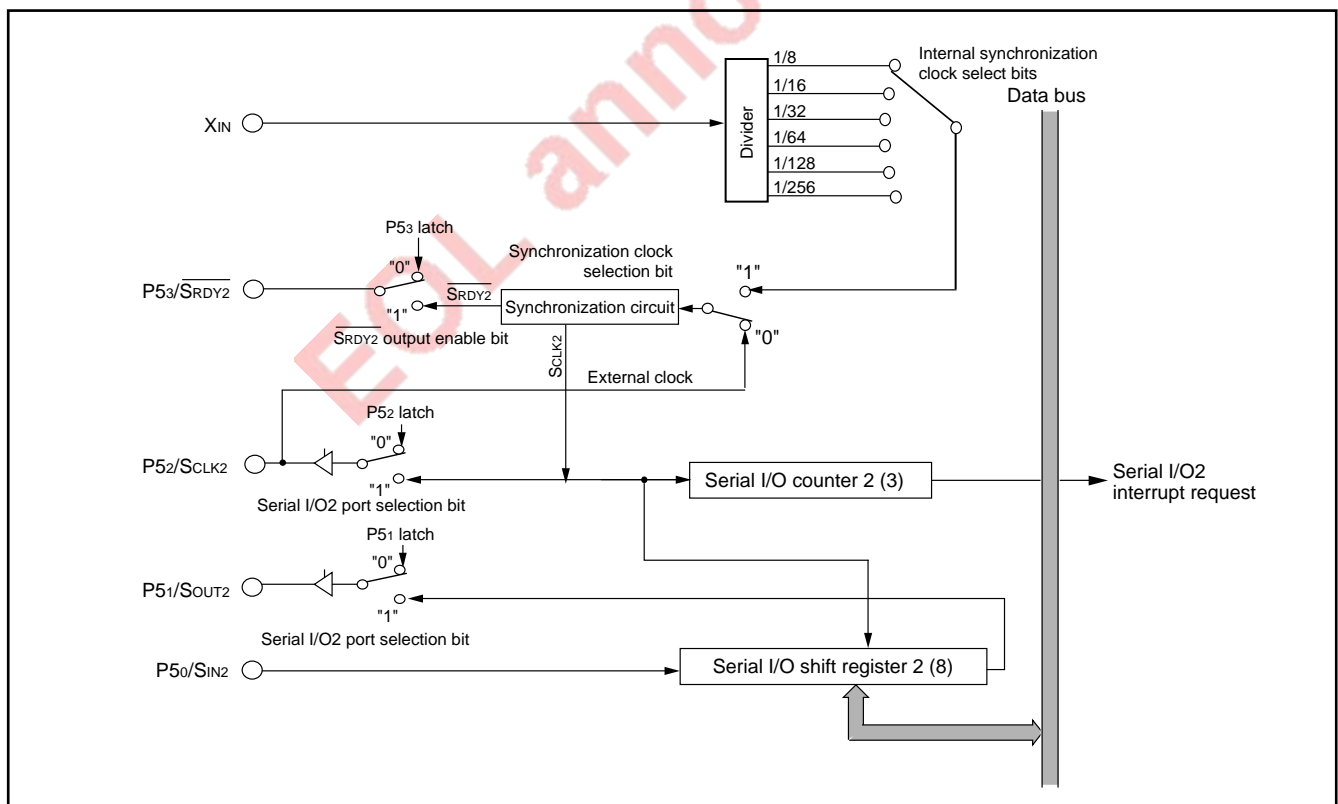 EOL anno
1/8
1/16
1/32
1/64
1/128
1/256
Divider
Internal synchronization
clock select bits
Data bus
XIN
P53 latch
"0"
"1"
P53/SRDY2
SRDY2
SRDY2 output enable bit
Synchronization clock
selection bit
Synchronization circuit
"1"
"0"
SCLK2
External clock
P52 latch
"0"
P52/SCLK2
"1"
Serial I/O2 port selection bit
Serial I/O counter 2 (3)
Serial I/O2
interrupt request
P51 latch
"0"
P51/SOUT2
"1"
Serial I/O2 port selection bit
P50/SIN2
Serial I/O shift register 2 (8)